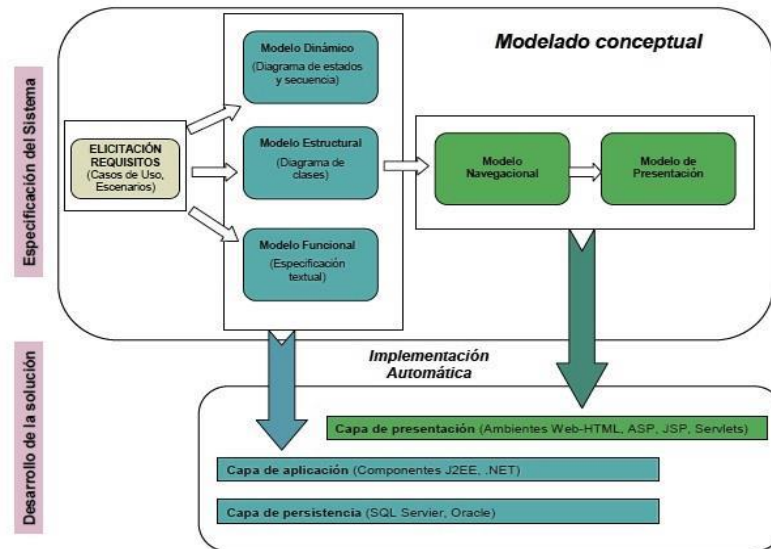 Modelado conceptual
Especificación del Sistema
ELICITACIÓN
REQUISITOS
(Casos de Uso,
Escenarios)
Modelo Dinámico
(Diagrama de estados
y secuencia)
Modelo Estructural
(Diagrama de
clases)
Modelo Funcional
(Especificación
textual)
Modelo
Navegacional
Modelo de
Presentación
Implementación
Automática
Desarrollo de la solución
Capa de presentación (Ambientes Web-HTML, ASP, JSP, Servlets)
Capa de aplicación (Componentes J2EE, .NET)
Capa de persistencia (SQL Servier, Oracle)